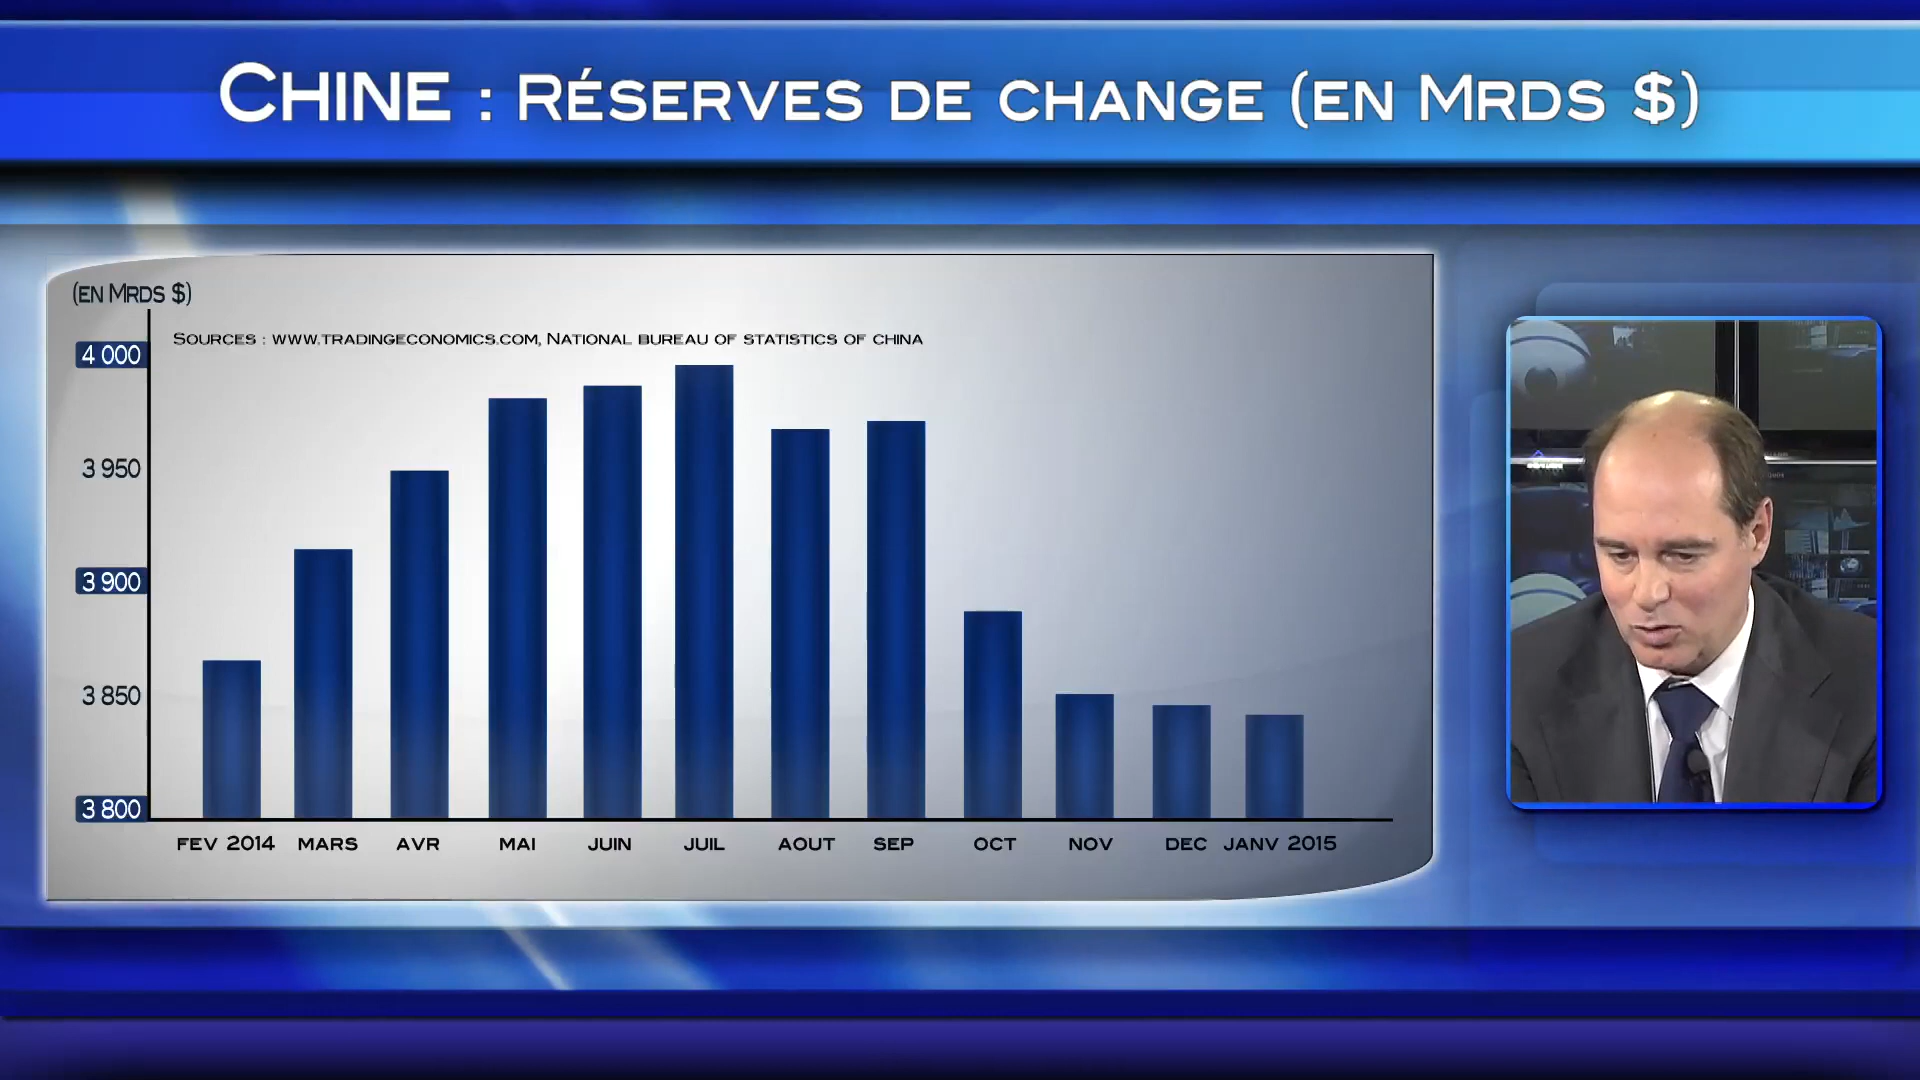 CHINE : RÉSERVES DE CHANGE (EN MRDS $)
(EN MRDS $)
SOURCES : WWW.TRADINGECONOMICS.COM, NATIONAL BUREAU OF STATISTICS OF CHINA
4 000
3 950
3 900
3 850
3 800
FEV 2014 MARS AVR MAI JUIN JUIL AOUT SEP OCT NOV DEC JANV 2015